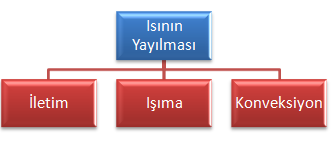 Isının
Yayılması
İletim
Işıma
Konveksiyon